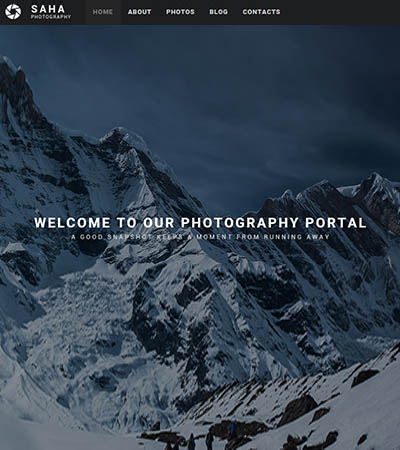 SAHA
PHOTOGRAPHY
HOME ABOUT PHOTOS BLOG CONTACTS
WELCOME TO OUR PHOTOGRAPHY PORTAL
A GOOD SNAPSHOT KEEPS A MOMENT FROM RUNNING AWAY